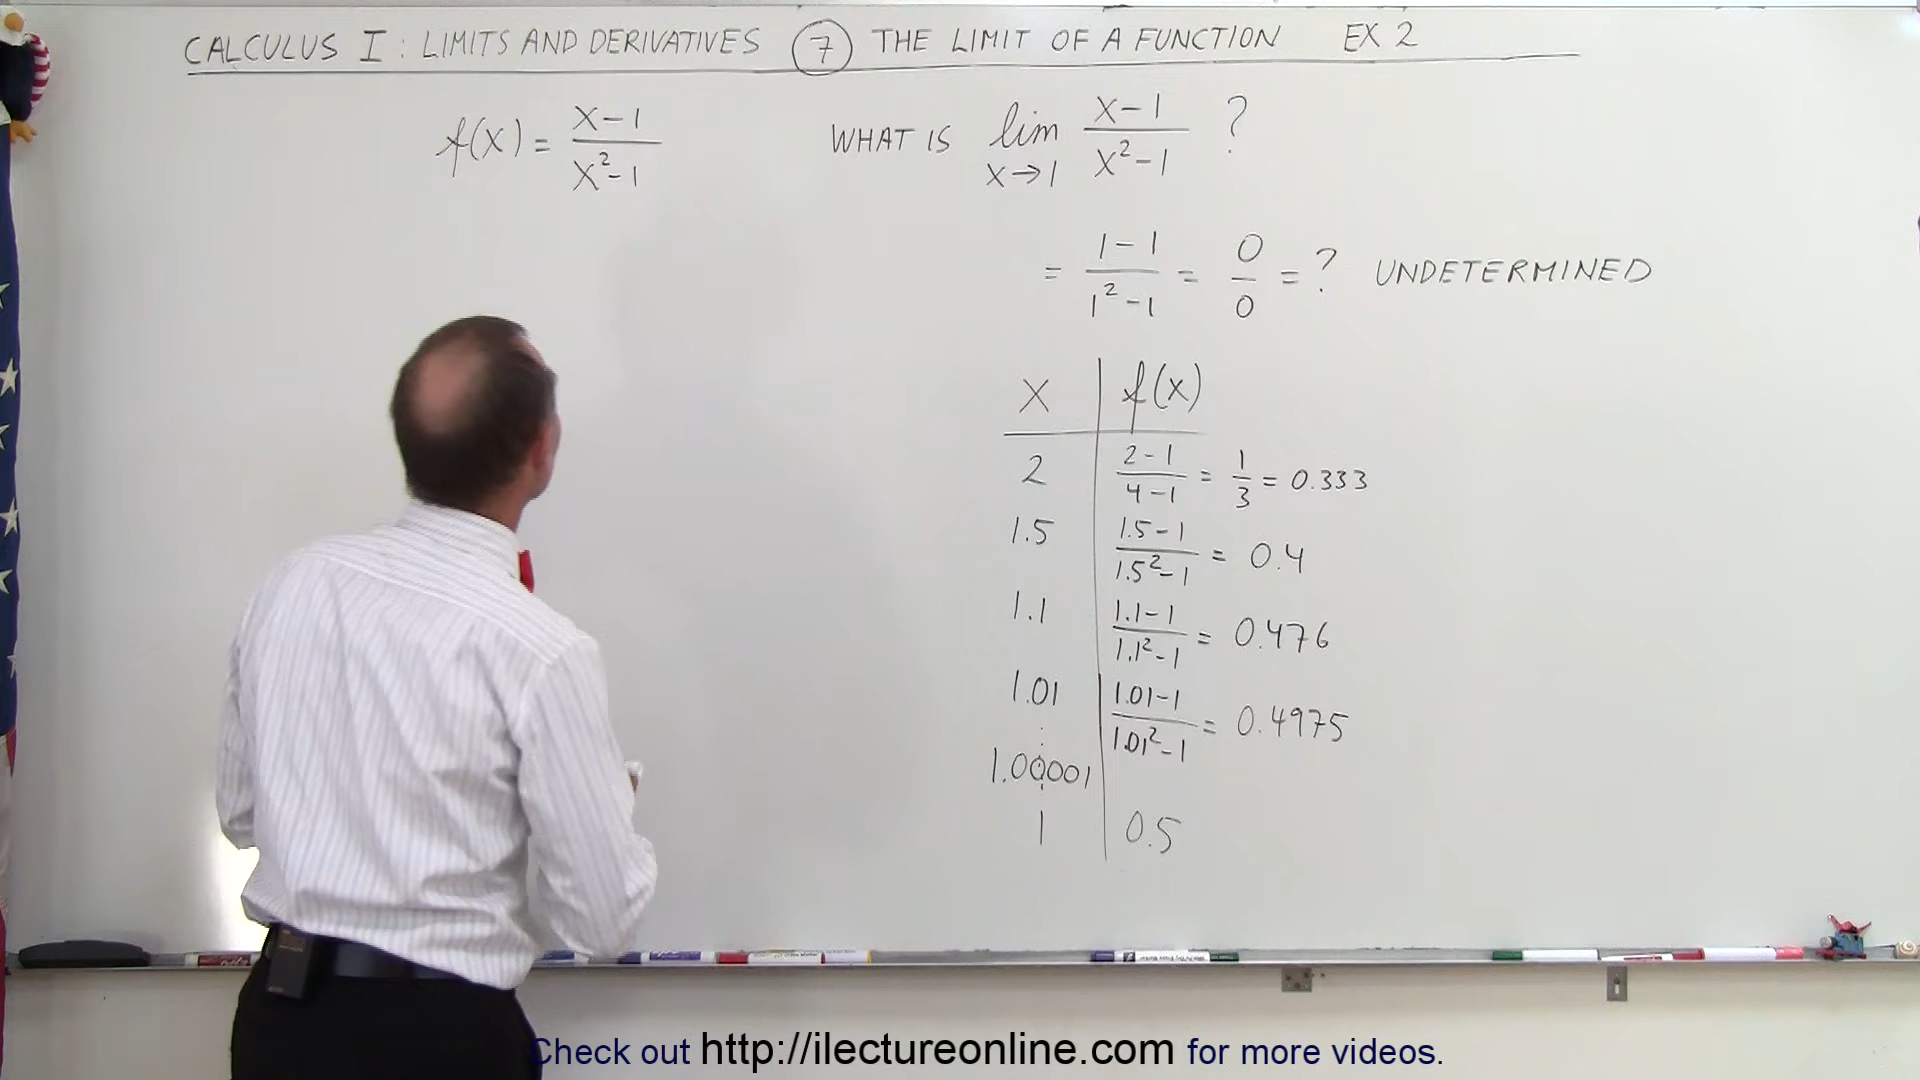 CALCULUS I: LIMITS AND DERIVATIVES (7) THE LIMIT OF A FUNCTION EX 2
f(x) = (x-1)/(x²-1) WHAT IS lim x→1 (x-1)/(x²-1) ?
= (1-1)/(1²-1) = 0/0 = ? UNDETERMINED
x | f(x)
2 | (2-1)/(4-1) = 1/3 = 0.333
1.5 | (1.5-1)/(1.5²-1) = 0.4
1.1 | (1.1-1)/(1.1²-1) = 0.476
1.01 | (1.01-1)/(1.01²-1) = 0.4975
1.00001
1 | 0.5
Check out http://ilectureonline.com for more videos.